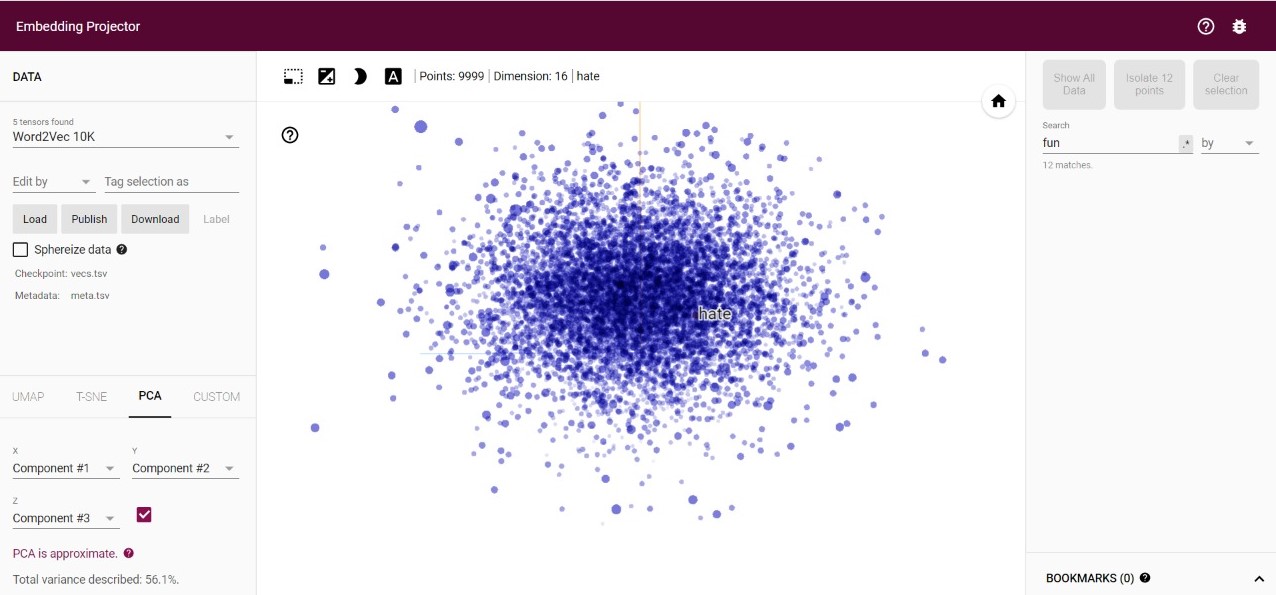 Embedding Projector
DATA
5 tensors found
Word2Vec 10K
Edit by
Tag selection as
Load
Publish
Download
Label
Sphereize data
Checkpoint: vecs.tsv
Metadata: meta.tsv
UMAP
T-SNE
PCA
CUSTOM
X
Y
Component #1
Component #2
Z
Component #3
PCA is approximate.
Total variance described: 56.1%.
A
Points: 9999
Dimension: 16
hate
hate
Show All
Data
Isolate 12
points
Clear
selection
Search
fun
.*
by
12 matches.
BOOKMARKS (0)